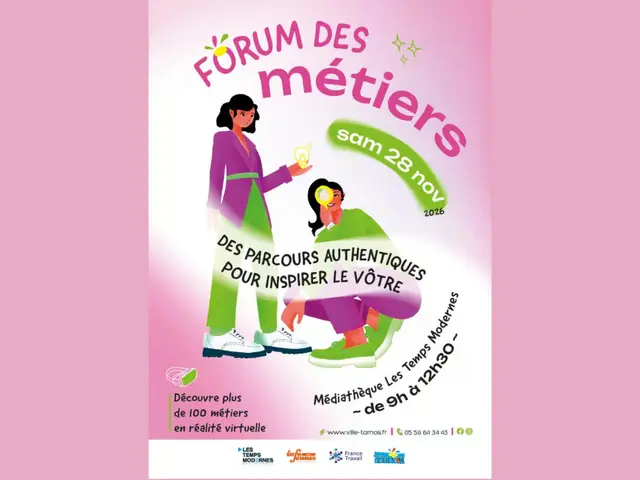 FORUM DES
métiers
sam 28 nov
2026
DES PARCOURS AUTHENTIQUES
POUR INSPIRER LE VÔTRE
Médiathèque Les Temps Modernes
~ de 9h à 12h30 ~
Découvre plus
de 100 métiers
en réalité virtuelle
www.ville-tarnos.fr | 05 59 64 34 43 |
LES
TEMPS
MODERNES
info
jeunes
France
Travail